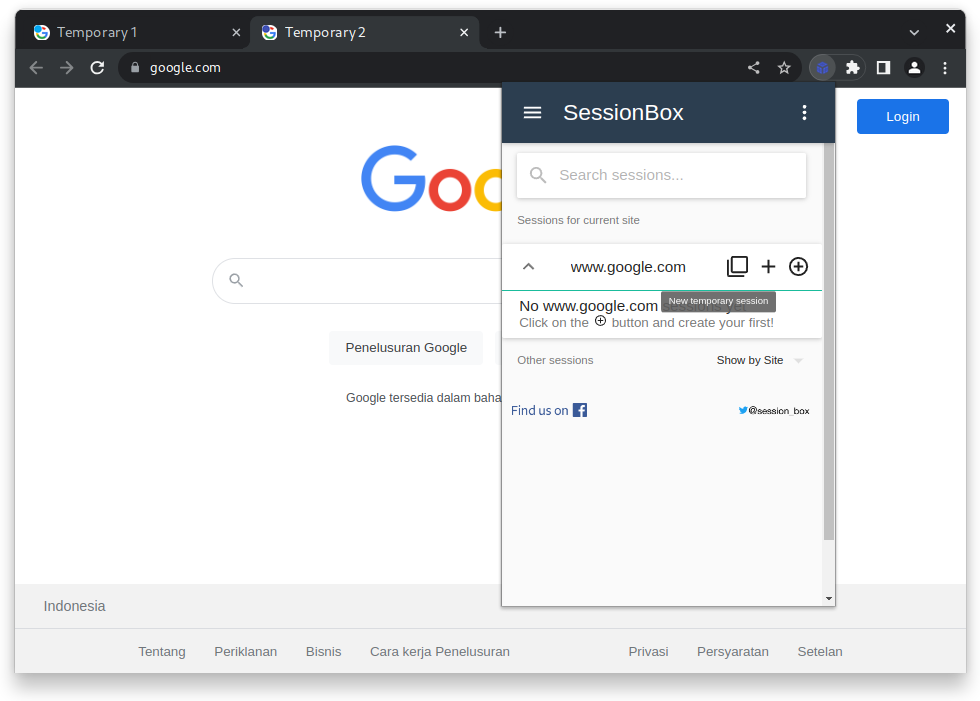 Temporary 1
Temporary 2
google.com
SessionBox
Login
Goo
Search sessions...
Sessions for current site
www.google.com
New temporary session
No www.google.com sessions yet
Click on the button and create your first!
Penelusuran Google
Other sessions
Show by Site
Google tersedia dalam baha
Find us on
@session_box
Indonesia
Tentang Periklanan Bisnis Cara kerja Penelusuran Privasi Persyaratan Setelan